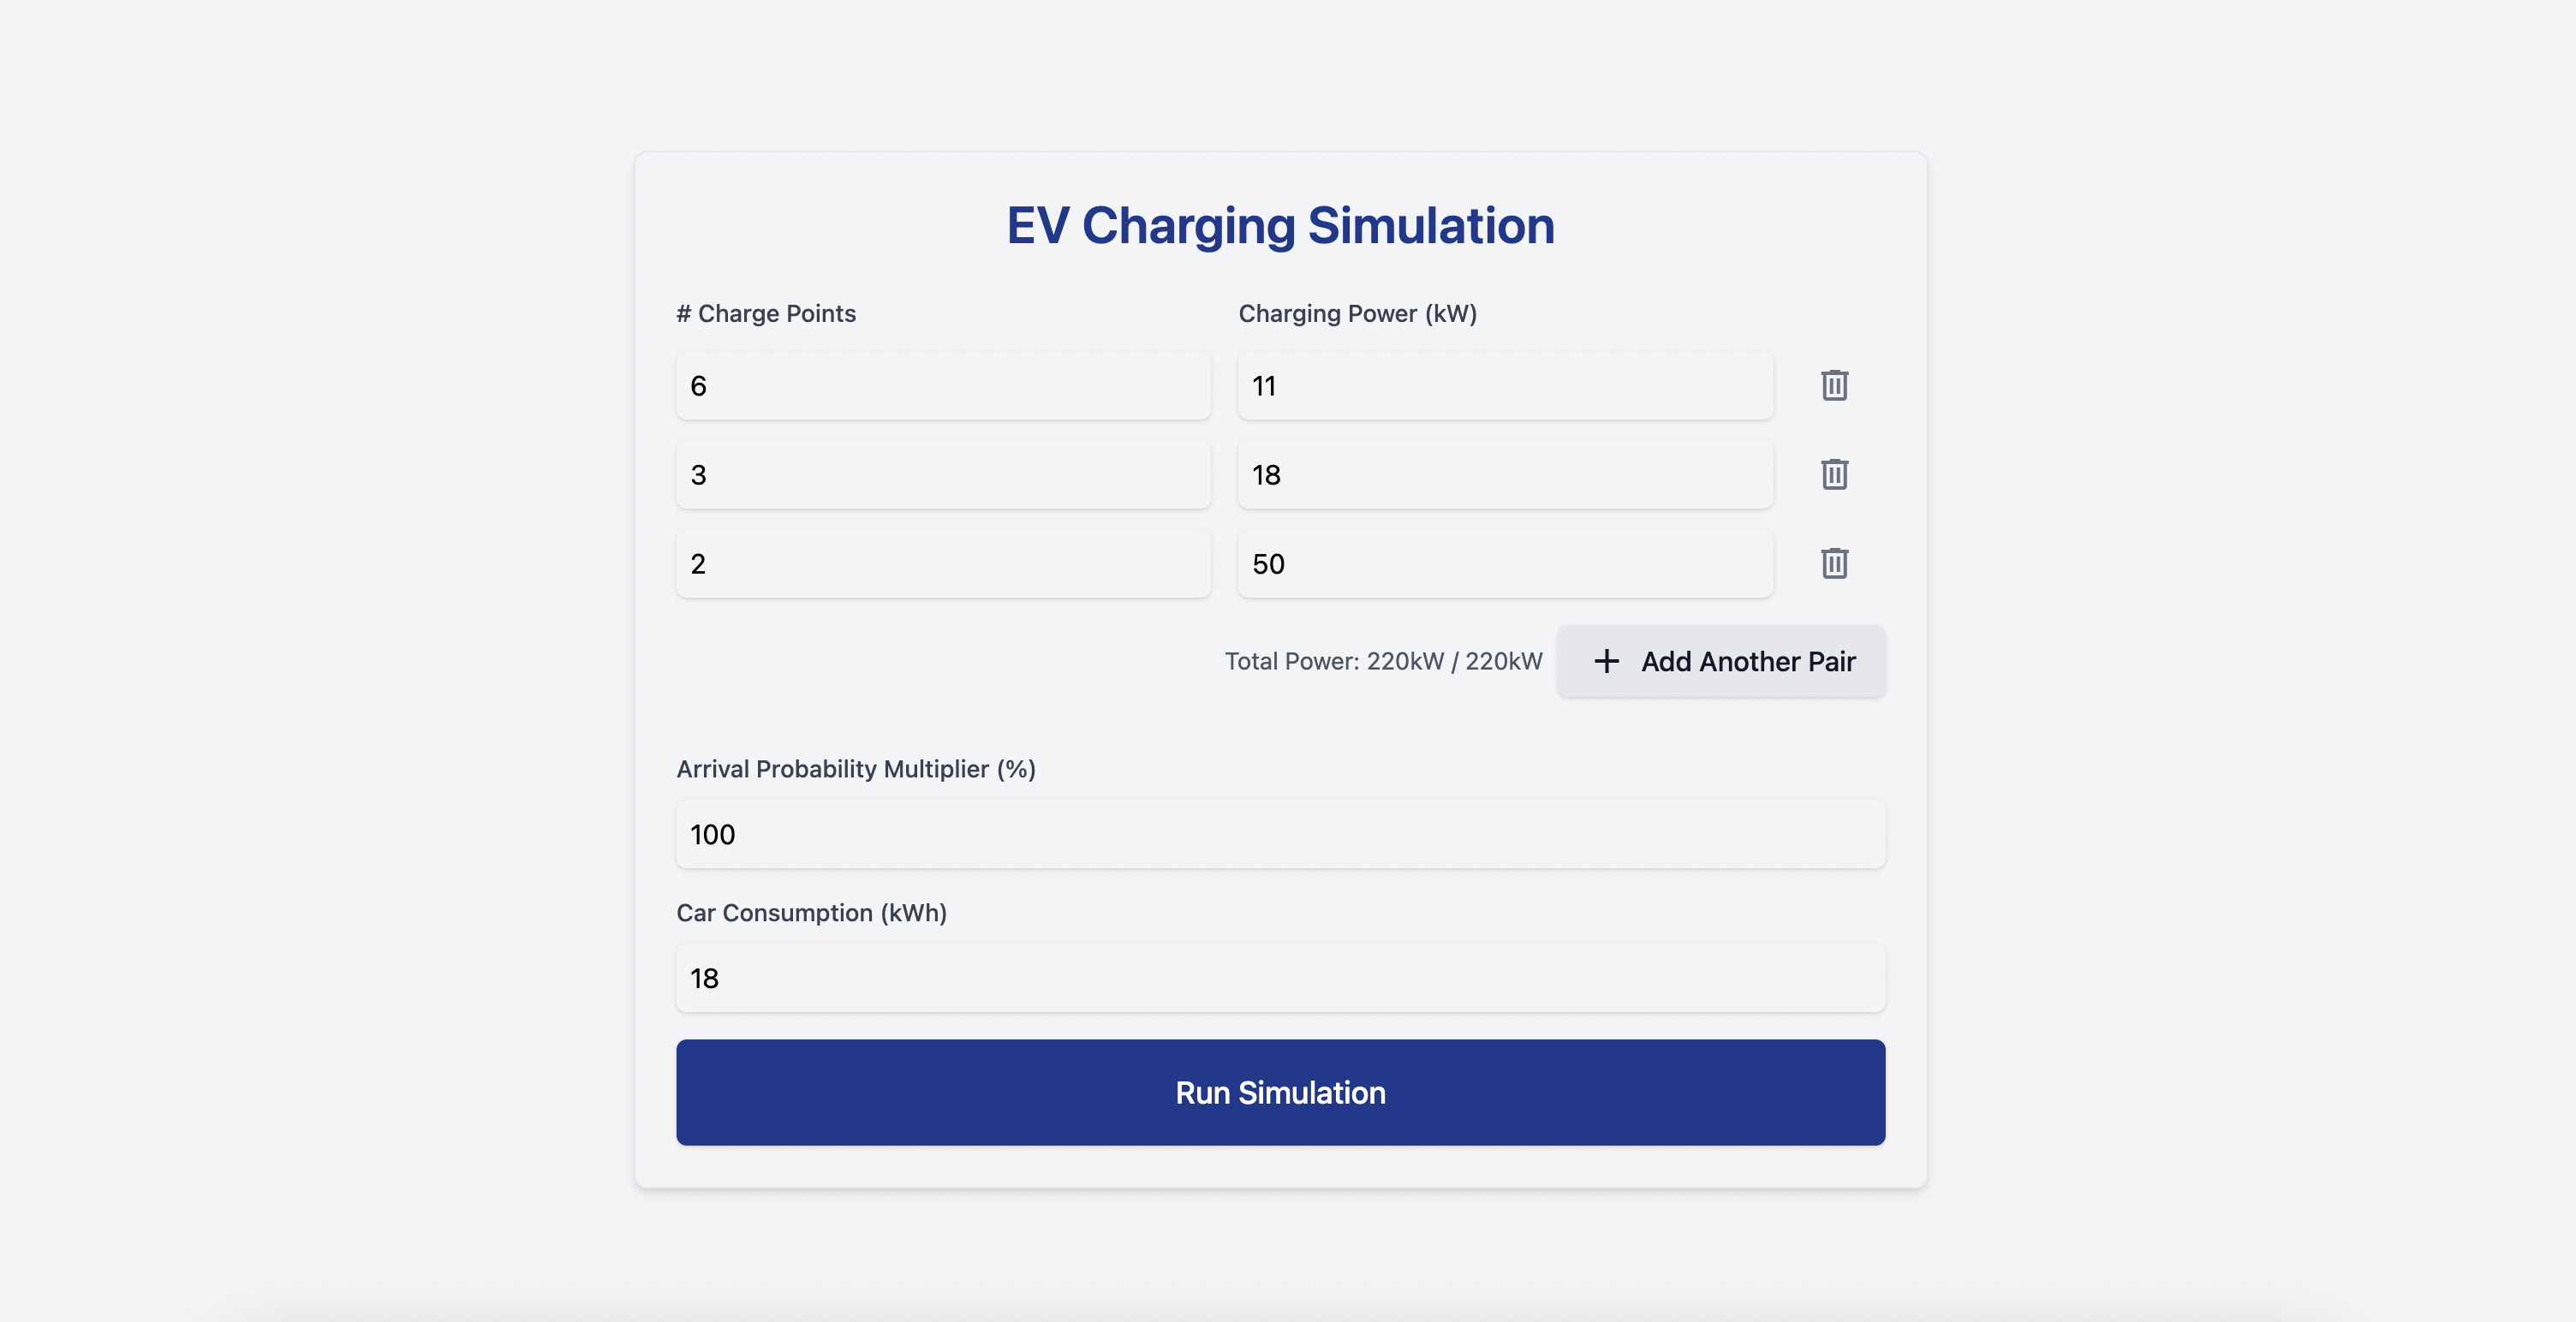 EV Charging Simulation
# Charge Points Charging Power (kW)
6 11
3 18
2 50
Total Power: 220kW / 220kW + Add Another Pair
Arrival Probability Multiplier (%)
100
Car Consumption (kWh)
18
Run Simulation